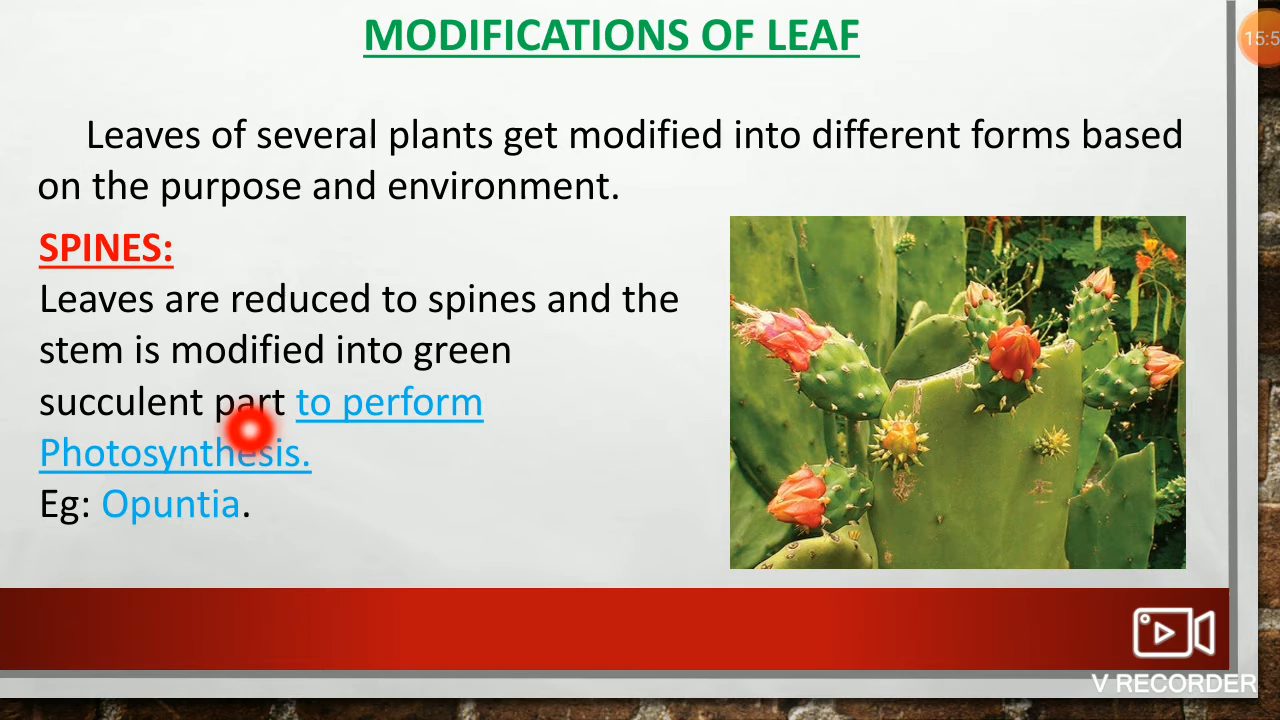 MODIFICATIONS OF LEAF
Leaves of several plants get modified into different forms based
on the purpose and environment.
SPINES:
Leaves are reduced to spines and the
stem is modified into green
succulent part to perform
Photosynthesis.
Eg: Opuntia.
15:5
V RECORDER